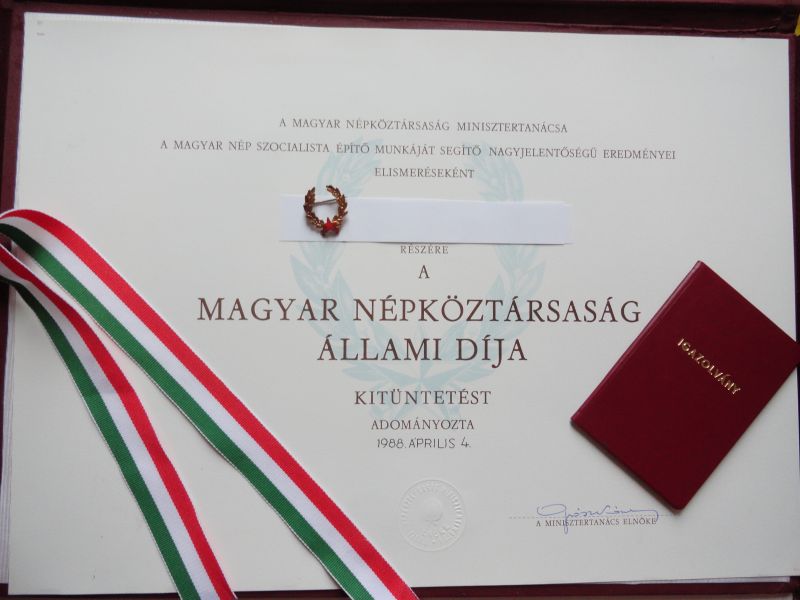 A MAGYAR NÉPKÖZTÁRSASÁG MINISZTERTANÁCSA
A MAGYAR NÉP SZOCIALISTA ÉPÍTŐ MUNKÁJÁT SEGÍTŐ NAGYJELENTŐSÉGŰ EREDMÉNYEI
ELISMERÉSEKÉNT
RÉSZÉRE
A
MAGYAR NÉPKÖZTÁRSASÁG
ÁLLAMI DÍJA
KITÜNTETÉST
ADOMÁNYOZTA
1988. ÁPRILIS 4.
A MINISZTERTANÁCS ELNÖKE
IGAZOLVÁNY